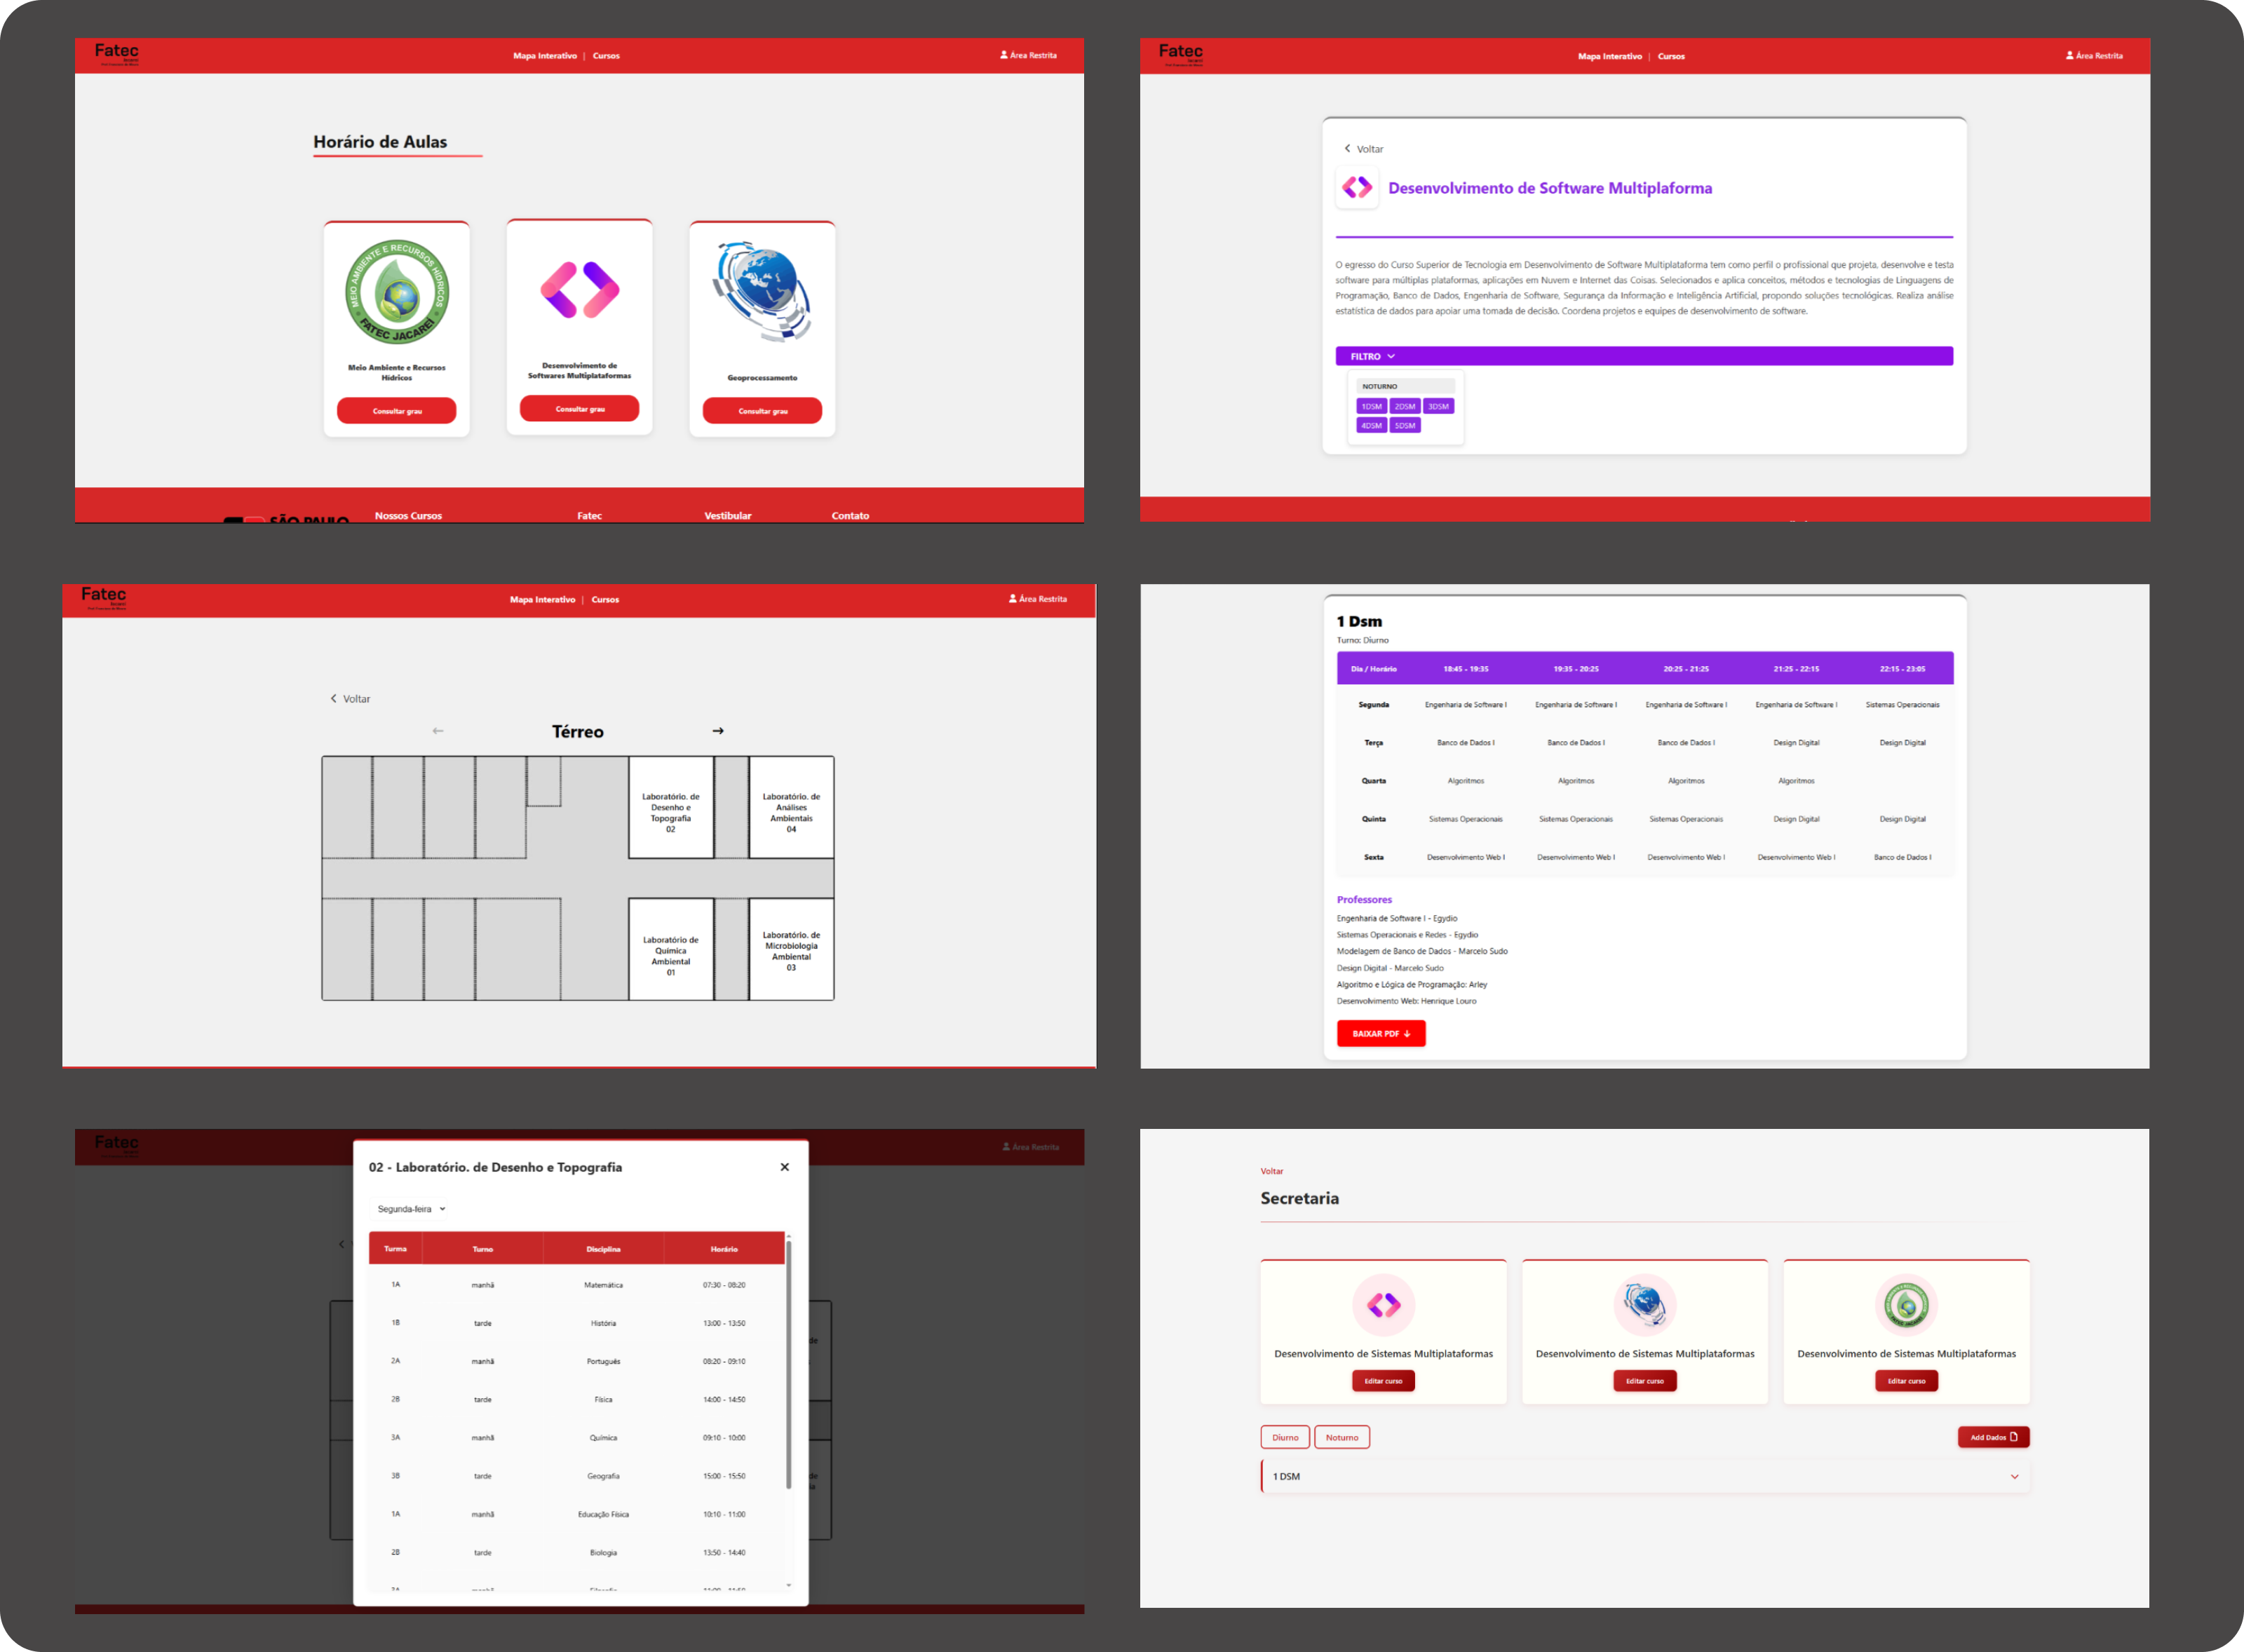 Fatec
Mapa Interativo | Cursos
Área Restrita
Horário de Aulas
MEIO AMBIENTE E RECURSOS HÍDRICOS
FATEC JACAREÍ
Meio Ambiente e Recursos
Hídricos
Consultar grau
Desenvolvimento de
Softwares Multiplataformas
Consultar grau
Geoprocessamento
Consultar grau
SÃO PAULO
Nossos Cursos
Fatec
Vestibular
Contato
Fatec
Mapa Interativo | Cursos
Área Restrita
Voltar
Desenvolvimento de Software Multiplaforma
O egresso do Curso Superior de Tecnologia em Desenvolvimento de Software Multiplataforma tem como perfil o profissional que projeta, desenvolve e testa
software para múltiplas plataformas, aplicações em Nuvem e Internet das Coisas. Selecionados e aplica conceitos, métodos e tecnologias de Linguagens de
Programação, Banco de Dados, Engenharia de Software, Segurança da Informação e Inteligência Artificial, propondo soluções tecnológicas. Realiza análise
estatística de dados para apoiar uma tomada de decisão. Coordena projetos e equipes de desenvolvimento de software.
FILTRO
NOTURNO
1DSM 2DSM 3DSM
4DSM 5DSM
Fatec
Mapa Interativo | Cursos
Área Restrita
Voltar
← Térreo →
Laboratório. de
Desenho e
Topografia
02
Laboratório. de
Análises
Ambientais
04
Laboratório de
Química
Ambiental
01
Laboratório. de
Microbiologia
Ambiental
03
1 Dsm
Turno: Diurno
Dia / Horário 18:45 - 19:35 19:35 - 20:25 20:25 - 21:25 21:25 - 22:15 22:15 - 23:05
Segunda Engenharia de Software I Engenharia de Software I Engenharia de Software I Engenharia de Software I Sistemas Operacionais
Terça Banco de Dados I Banco de Dados I Banco de Dados I Design Digital Design Digital
Quarta Algoritmos Algoritmos Algoritmos Algoritmos
Quinta Sistemas Operacionais Sistemas Operacionais Sistemas Operacionais Design Digital Design Digital
Sexta Desenvolvimento Web I Desenvolvimento Web I Desenvolvimento Web I Desenvolvimento Web I Banco de Dados I
Professores
Engenharia de Software I - Egydio
Sistemas Operacionais e Redes - Egydio
Modelagem de Banco de Dados - Marcelo Sudo
Design Digital - Marcelo Sudo
Algoritmo e Lógica de Programação: Arley
Desenvolvimento Web: Henrique Louro
BAIXAR PDF ↓
Fatec
Área Restrita
02 - Laboratório. de Desenho e Topografia
Segunda-feira
Turma Turno Disciplina Horário
1A manhã Matemática 07:30 - 08:20
1B tarde História 13:00 - 13:50
2A manhã Português 08:20 - 09:10
2B tarde Física 14:00 - 14:50
3A manhã Química 09:10 - 10:00
3B tarde Geografia 15:00 - 15:50
1A manhã Educação Física 10:10 - 11:00
2B tarde Biologia 13:50 - 14:40
de
de
Voltar
Secretaria
Desenvolvimento de Sistemas Multiplataformas
Editar curso
Desenvolvimento de Sistemas Multiplataformas
Editar curso
Desenvolvimento de Sistemas Multiplataformas
Editar curso
Diurno Noturno
Add Dados
1 DSM